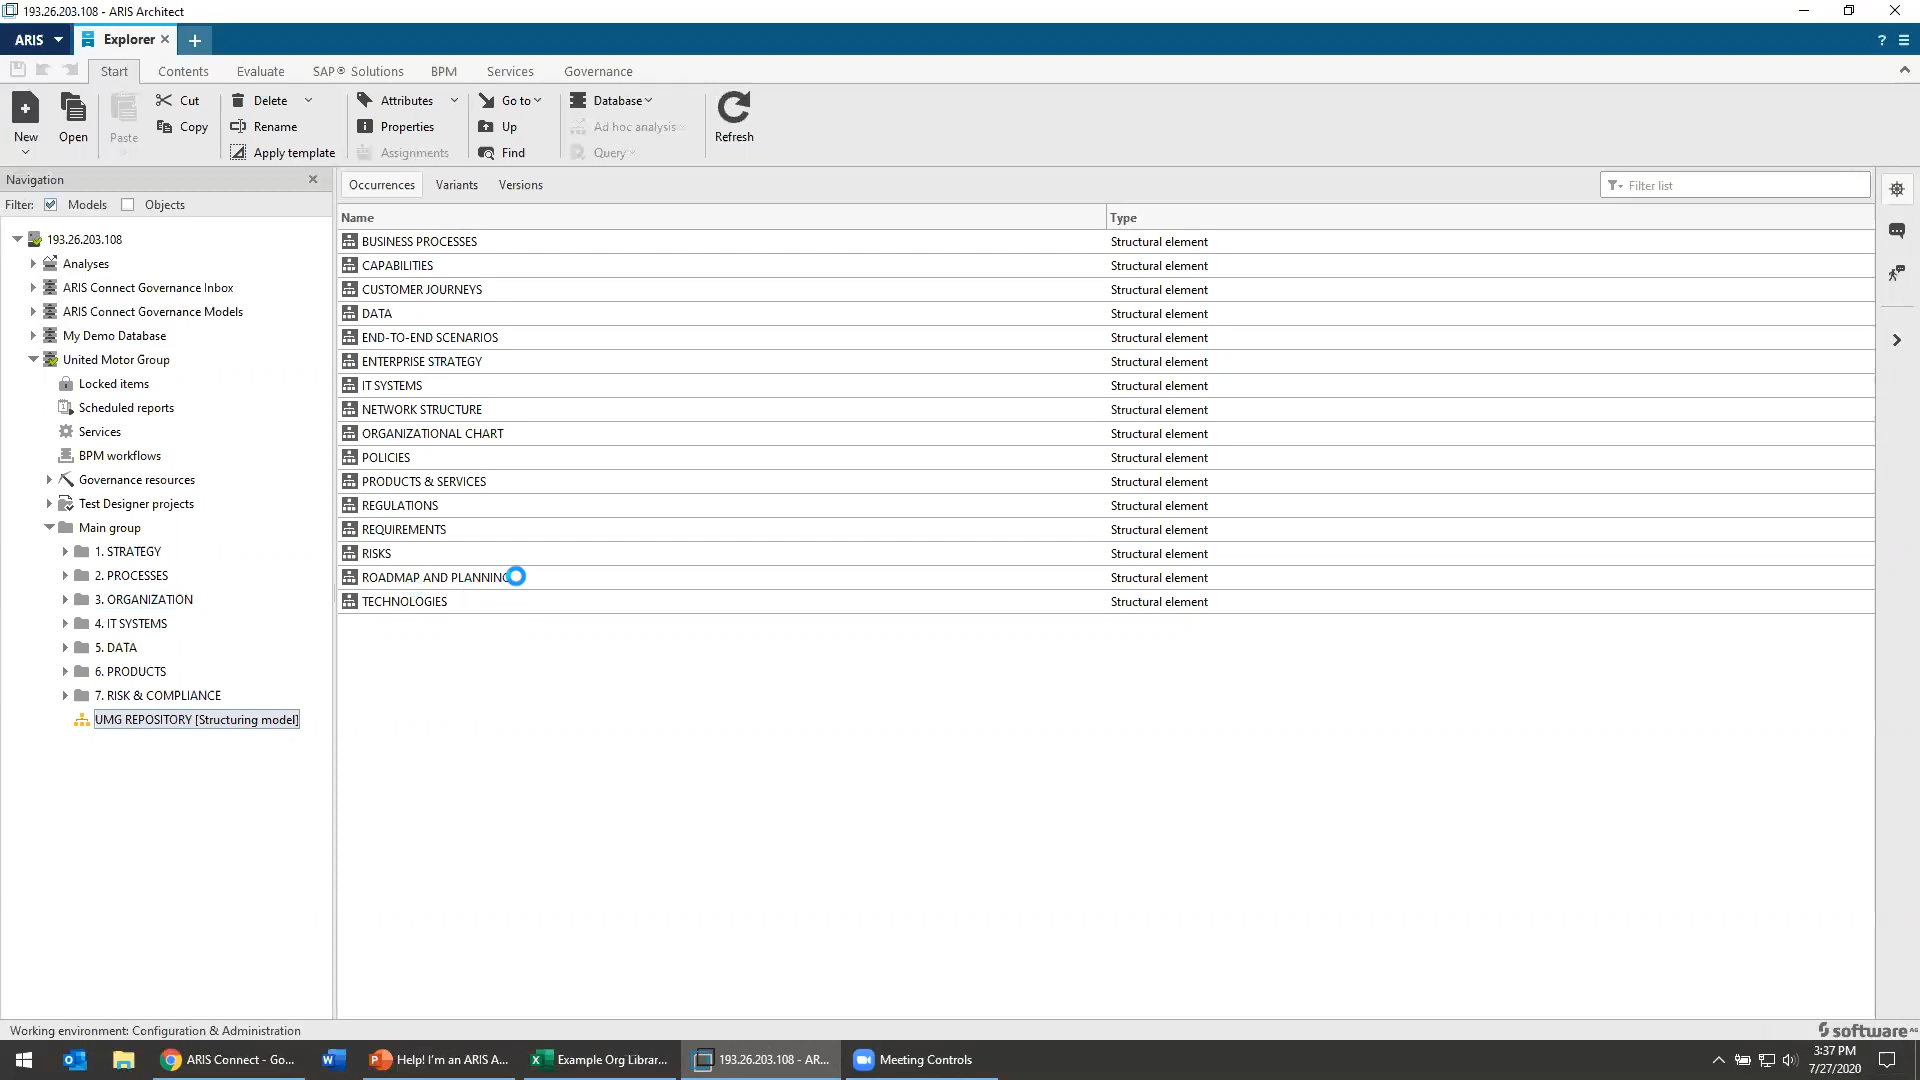 193.26.203.108 - ARIS Architect
ARIS
Explorer
Start
Contents
Evaluate
SAP® Solutions
BPM
Services
Governance
New
Open
Paste
Cut
Copy
Delete
Rename
Apply template
Attributes
Properties
Assignments
Go to
Up
Find
Database
Ad hoc analysis
Query
Refresh
Navigation
Filter: Models Objects
193.26.203.108
Analyses
ARIS Connect Governance Inbox
ARIS Connect Governance Models
My Demo Database
United Motor Group
Locked items
Scheduled reports
Services
BPM workflows
Governance resources
Test Designer projects
Main group
1. STRATEGY
2. PROCESSES
3. ORGANIZATION
4. IT SYSTEMS
5. DATA
6. PRODUCTS
7. RISK & COMPLIANCE
UMG REPOSITORY [Structuring model]
Occurrences Variants Versions
Filter list
Name Type
BUSINESS PROCESSES Structural element
CAPABILITIES Structural element
CUSTOMER JOURNEYS Structural element
DATA Structural element
END-TO-END SCENARIOS Structural element
ENTERPRISE STRATEGY Structural element
IT SYSTEMS Structural element
NETWORK STRUCTURE Structural element
ORGANIZATIONAL CHART Structural element
POLICIES Structural element
PRODUCTS & SERVICES Structural element
REGULATIONS Structural element
REQUIREMENTS Structural element
RISKS Structural element
ROADMAP AND PLANNING Structural element
TECHNOLOGIES Structural element
Working environment: Configuration & Administration
software AG
ARIS Connect - Go...
Help! I'm an ARIS A...
Example Org Librar...
193.26.203.108 - AR...
Meeting Controls
3:37 PM
7/27/2020